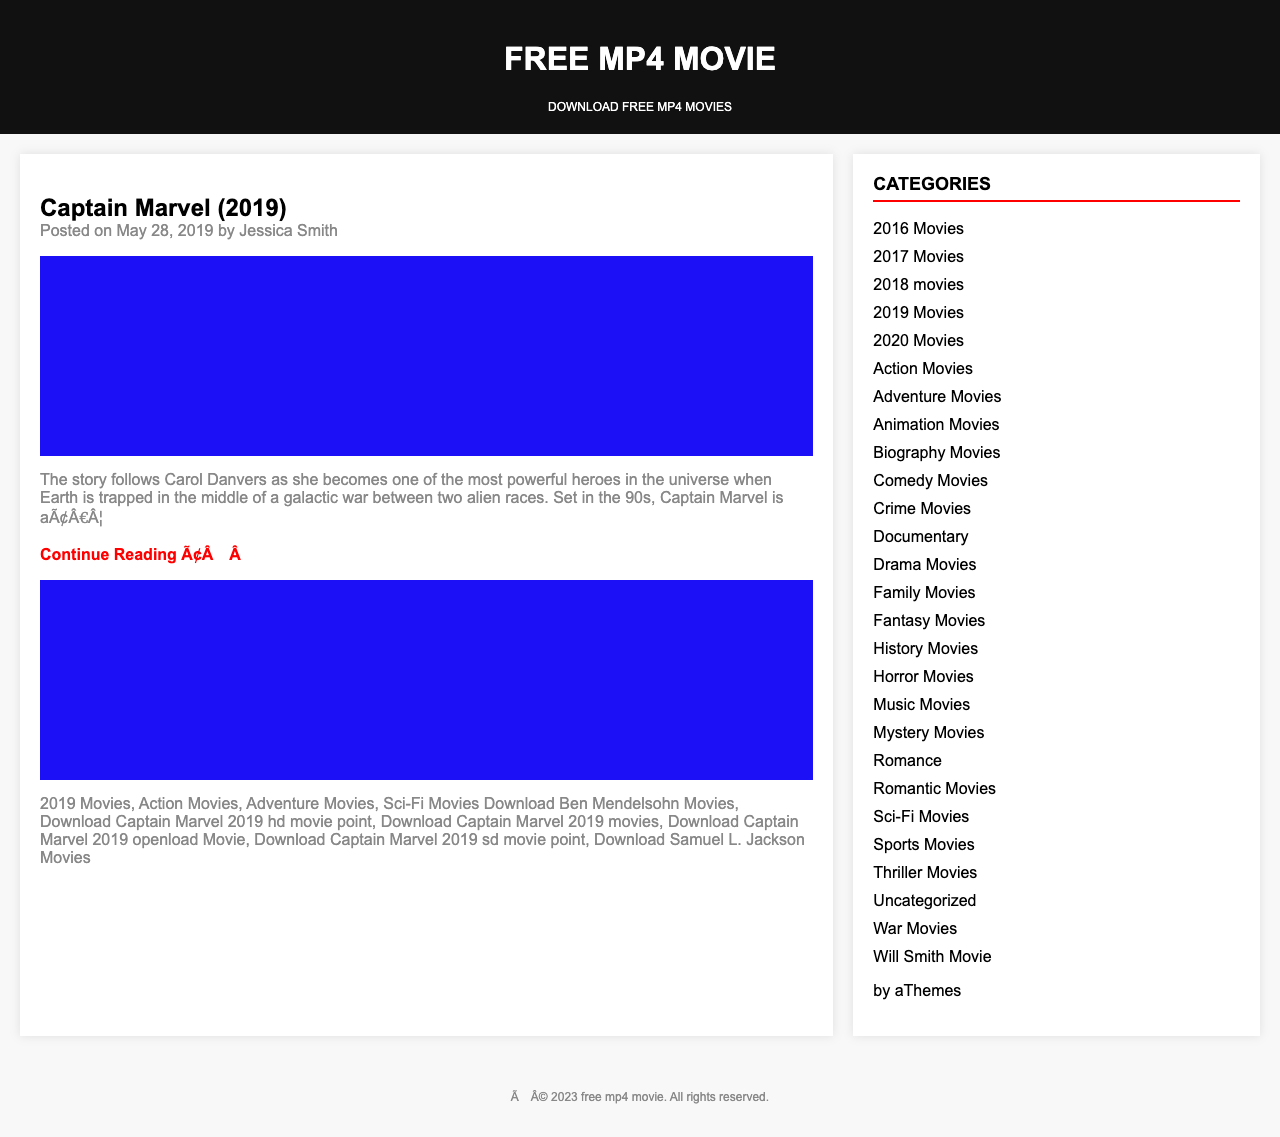 FREE MP4 MOVIE
DOWNLOAD FREE MP4 MOVIES
Captain Marvel (2019)
Posted on May 28, 2019 by Jessica Smith
The story follows Carol Danvers as she becomes one of the most powerful heroes in the universe when
Earth is trapped in the middle of a galactic war between two alien races. Set in the 90s, Captain Marvel is
aÃ¢Â€Â¦
Continue Reading Ã¢Â Â
2019 Movies, Action Movies, Adventure Movies, Sci-Fi Movies Download Ben Mendelsohn Movies,
Download Captain Marvel 2019 hd movie point, Download Captain Marvel 2019 movies, Download Captain
Marvel 2019 openload Movie, Download Captain Marvel 2019 sd movie point, Download Samuel L. Jackson
Movies
CATEGORIES
2016 Movies
2017 Movies
2018 movies
2019 Movies
2020 Movies
Action Movies
Adventure Movies
Animation Movies
Biography Movies
Comedy Movies
Crime Movies
Documentary
Drama Movies
Family Movies
Fantasy Movies
History Movies
Horror Movies
Music Movies
Mystery Movies
Romance
Romantic Movies
Sci-Fi Movies
Sports Movies
Thriller Movies
Uncategorized
War Movies
Will Smith Movie
by aThemes
Ã Â© 2023 free mp4 movie. All rights reserved.